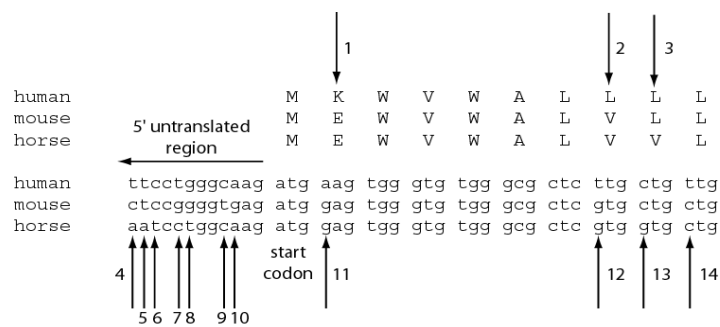 1 2 3
human M K W V W A L L L L
mouse M E W V W A L V L L
horse M E W V W A L V V L
5' untranslated
region
human ttcctgggcaag atg aag tgg gtg tgg gcg ctc ttg ctg ttg
mouse ctccggggtgag atg gag tgg gtg tgg gcg ctc gtg ctg ctg
horse aatcctggcaag atg gag tgg gtg tgg gcg ctc gtg gtg ctg
start
codon
4 11 12 13 14
5 6 7 8 9 10